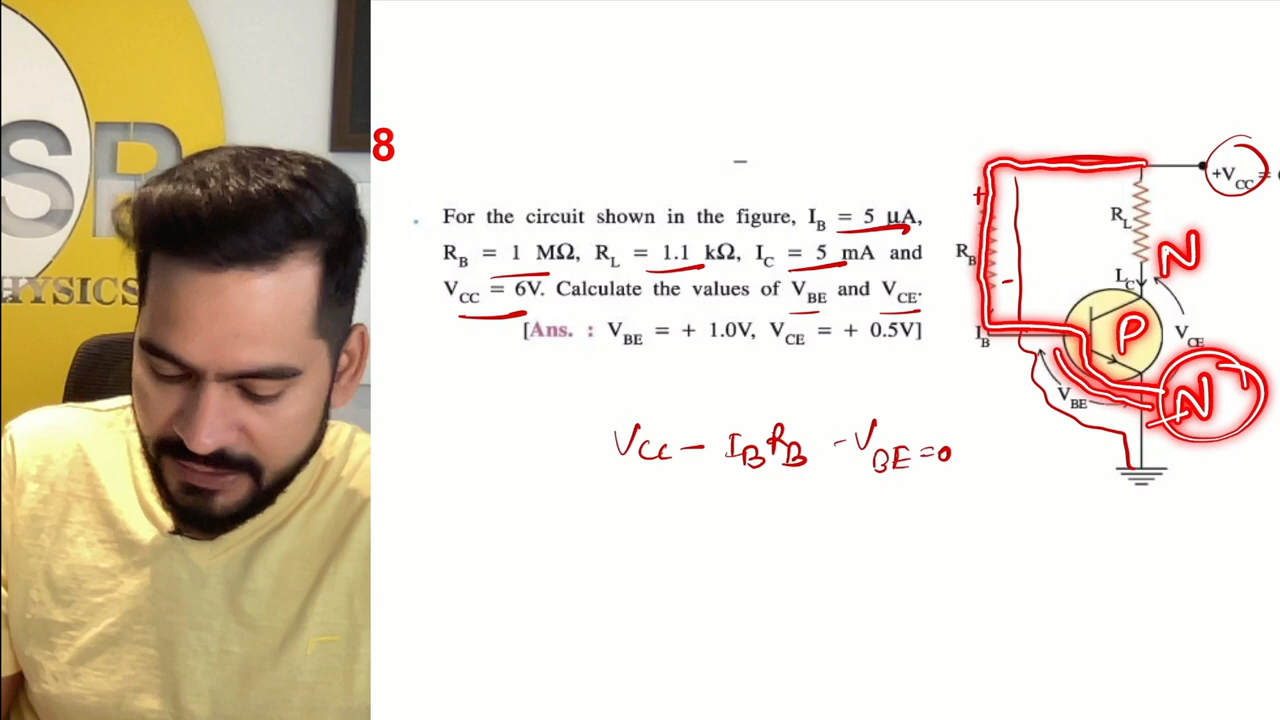 SP
HYSICS
8
For the circuit shown in the figure, I_B = 5 μA,
R_B = 1 MΩ, R_L = 1.1 kΩ, I_C = 5 mA and
V_CC = 6V. Calculate the values of V_BE and V_CE.
[Ans. : V_BE = + 1.0V, V_CE = + 0.5V]
+V_CC =
+
R_L
R_B
N
-
I_C
I_B
P
V_CE
V_BE
N
V_CC - I_B R_B - V_BE = 0